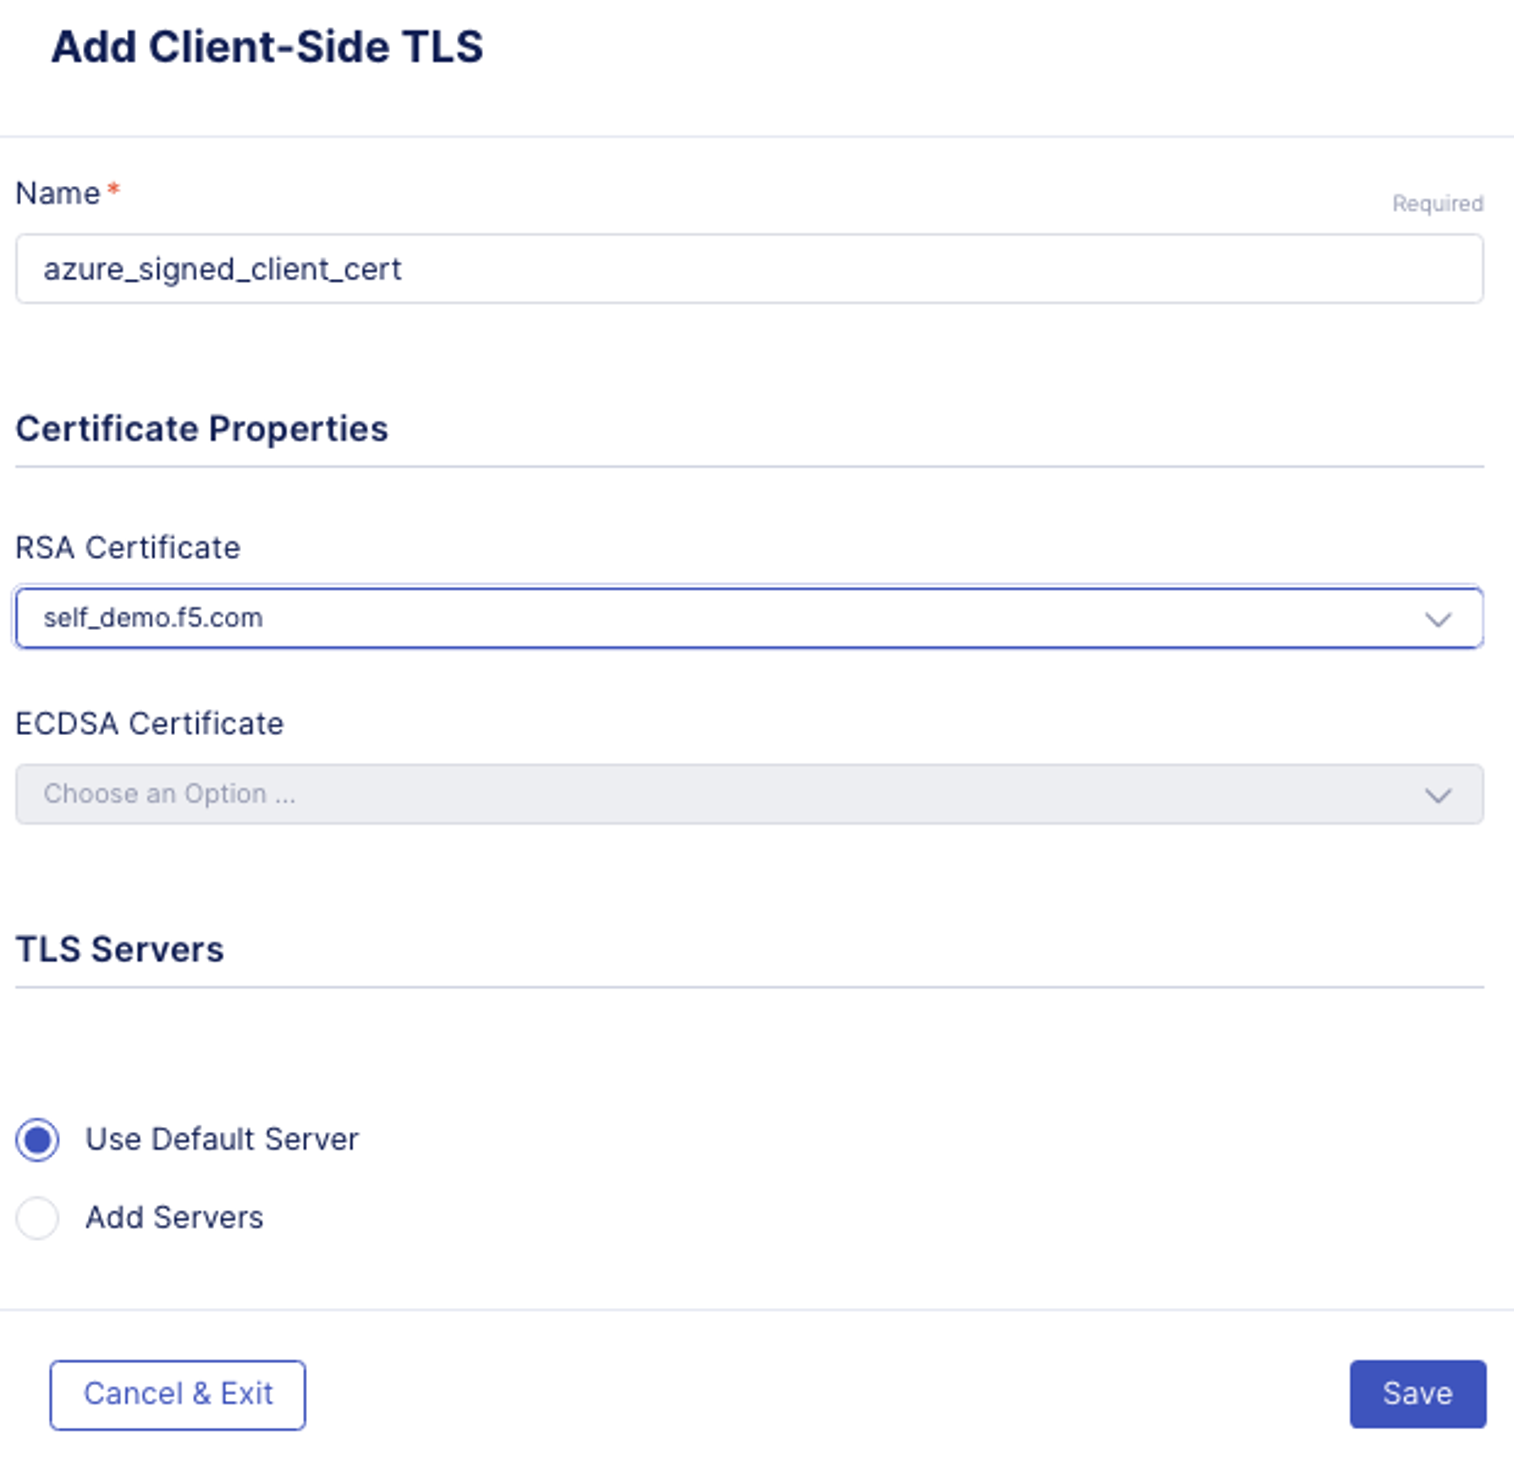 Add Client-Side TLS
Name *
Required
azure_signed_client_cert
Certificate Properties
RSA Certificate
self_demo.f5.com
ECDSA Certificate
Choose an Option ...
TLS Servers
Use Default Server
Add Servers
Cancel & Exit
Save